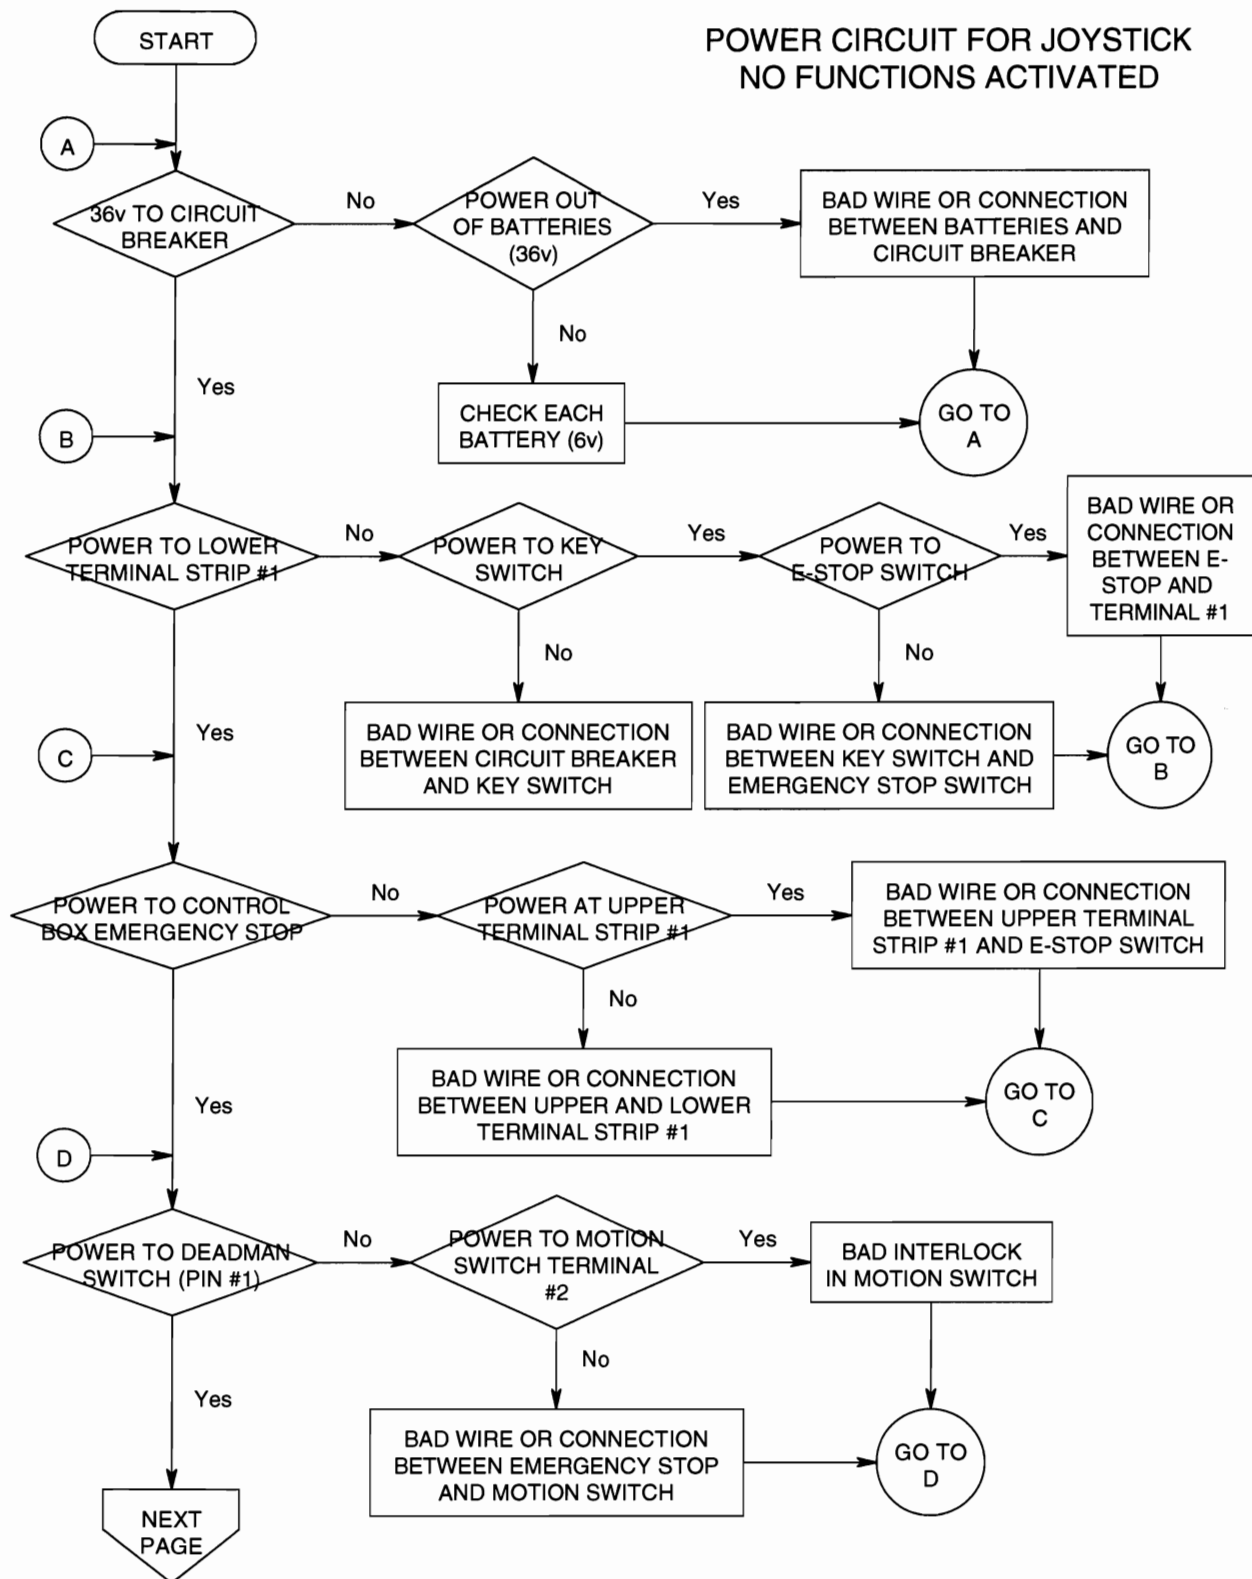 START
POWER CIRCUIT FOR JOYSTICK
NO FUNCTIONS ACTIVATED
A
36v TO CIRCUIT
BREAKER
No
POWER OUT
OF BATTERIES
(36v)
Yes
BAD WIRE OR CONNECTION
BETWEEN BATTERIES AND
CIRCUIT BREAKER
No
Yes
CHECK EACH
BATTERY (6v)
GO TO
A
B
POWER TO LOWER
TERMINAL STRIP #1
No
POWER TO KEY
SWITCH
Yes
POWER TO
E-STOP SWITCH
Yes
BAD WIRE OR
CONNECTION
BETWEEN E-
STOP AND
TERMINAL #1
No
No
Yes
BAD WIRE OR CONNECTION
BETWEEN CIRCUIT BREAKER
AND KEY SWITCH
BAD WIRE OR CONNECTION
BETWEEN KEY SWITCH AND
EMERGENCY STOP SWITCH
GO TO
B
C
POWER TO CONTROL
BOX EMERGENCY STOP
No
POWER AT UPPER
TERMINAL STRIP #1
Yes
BAD WIRE OR CONNECTION
BETWEEN UPPER TERMINAL
STRIP #1 AND E-STOP SWITCH
No
Yes
BAD WIRE OR CONNECTION
BETWEEN UPPER AND LOWER
TERMINAL STRIP #1
GO TO
C
D
POWER TO DEADMAN
SWITCH (PIN #1)
No
POWER TO MOTION
SWITCH TERMINAL
#2
Yes
BAD INTERLOCK
IN MOTION SWITCH
No
Yes
BAD WIRE OR CONNECTION
BETWEEN EMERGENCY STOP
AND MOTION SWITCH
GO TO
D
NEXT
PAGE